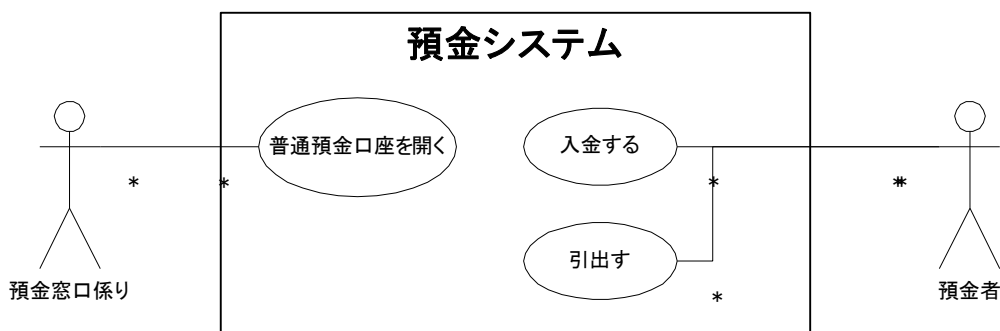 預金システム
普通預金口座を開く
入金する
* * * **
引出す
預金窓口係り
預金者
*